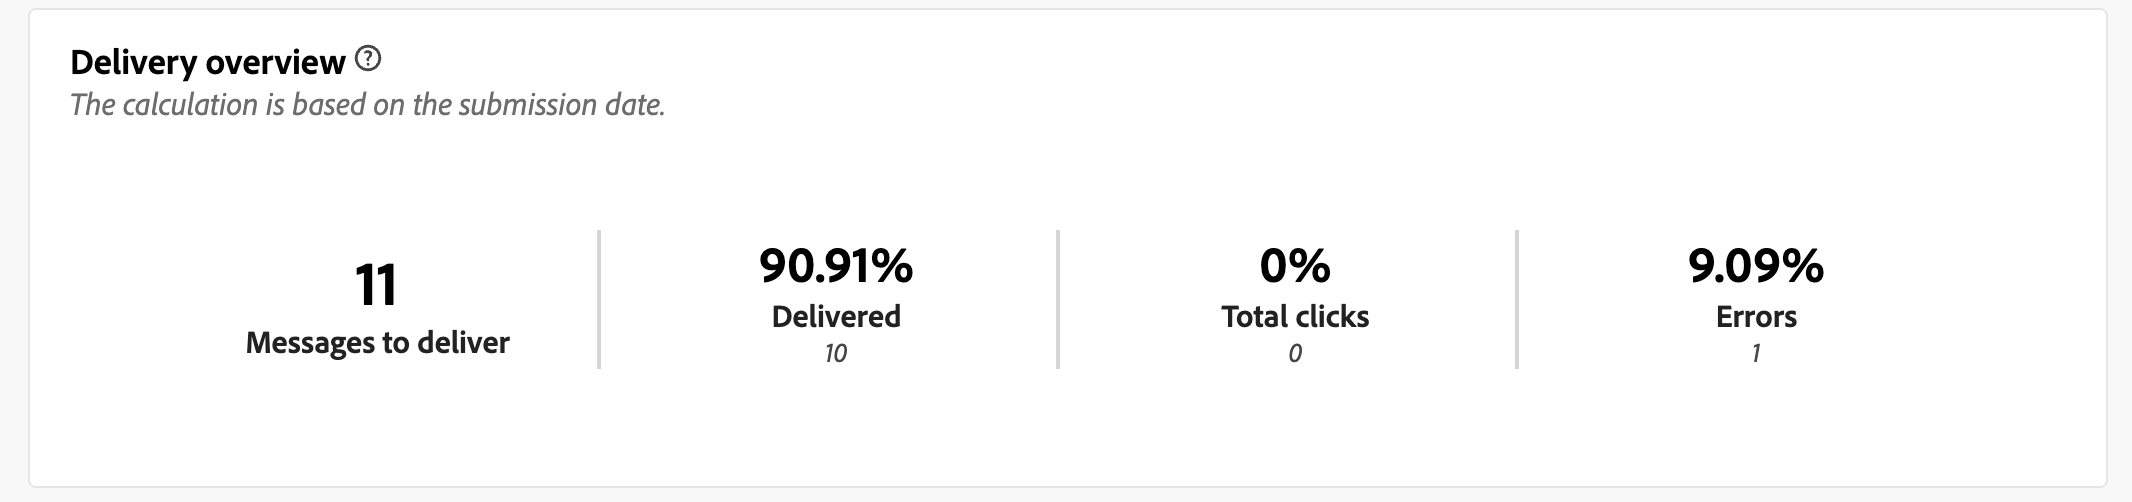 Delivery overview
The calculation is based on the submission date.
11
Messages to deliver
90.91%
Delivered
10
0%
Total clicks
0
9.09%
Errors
1